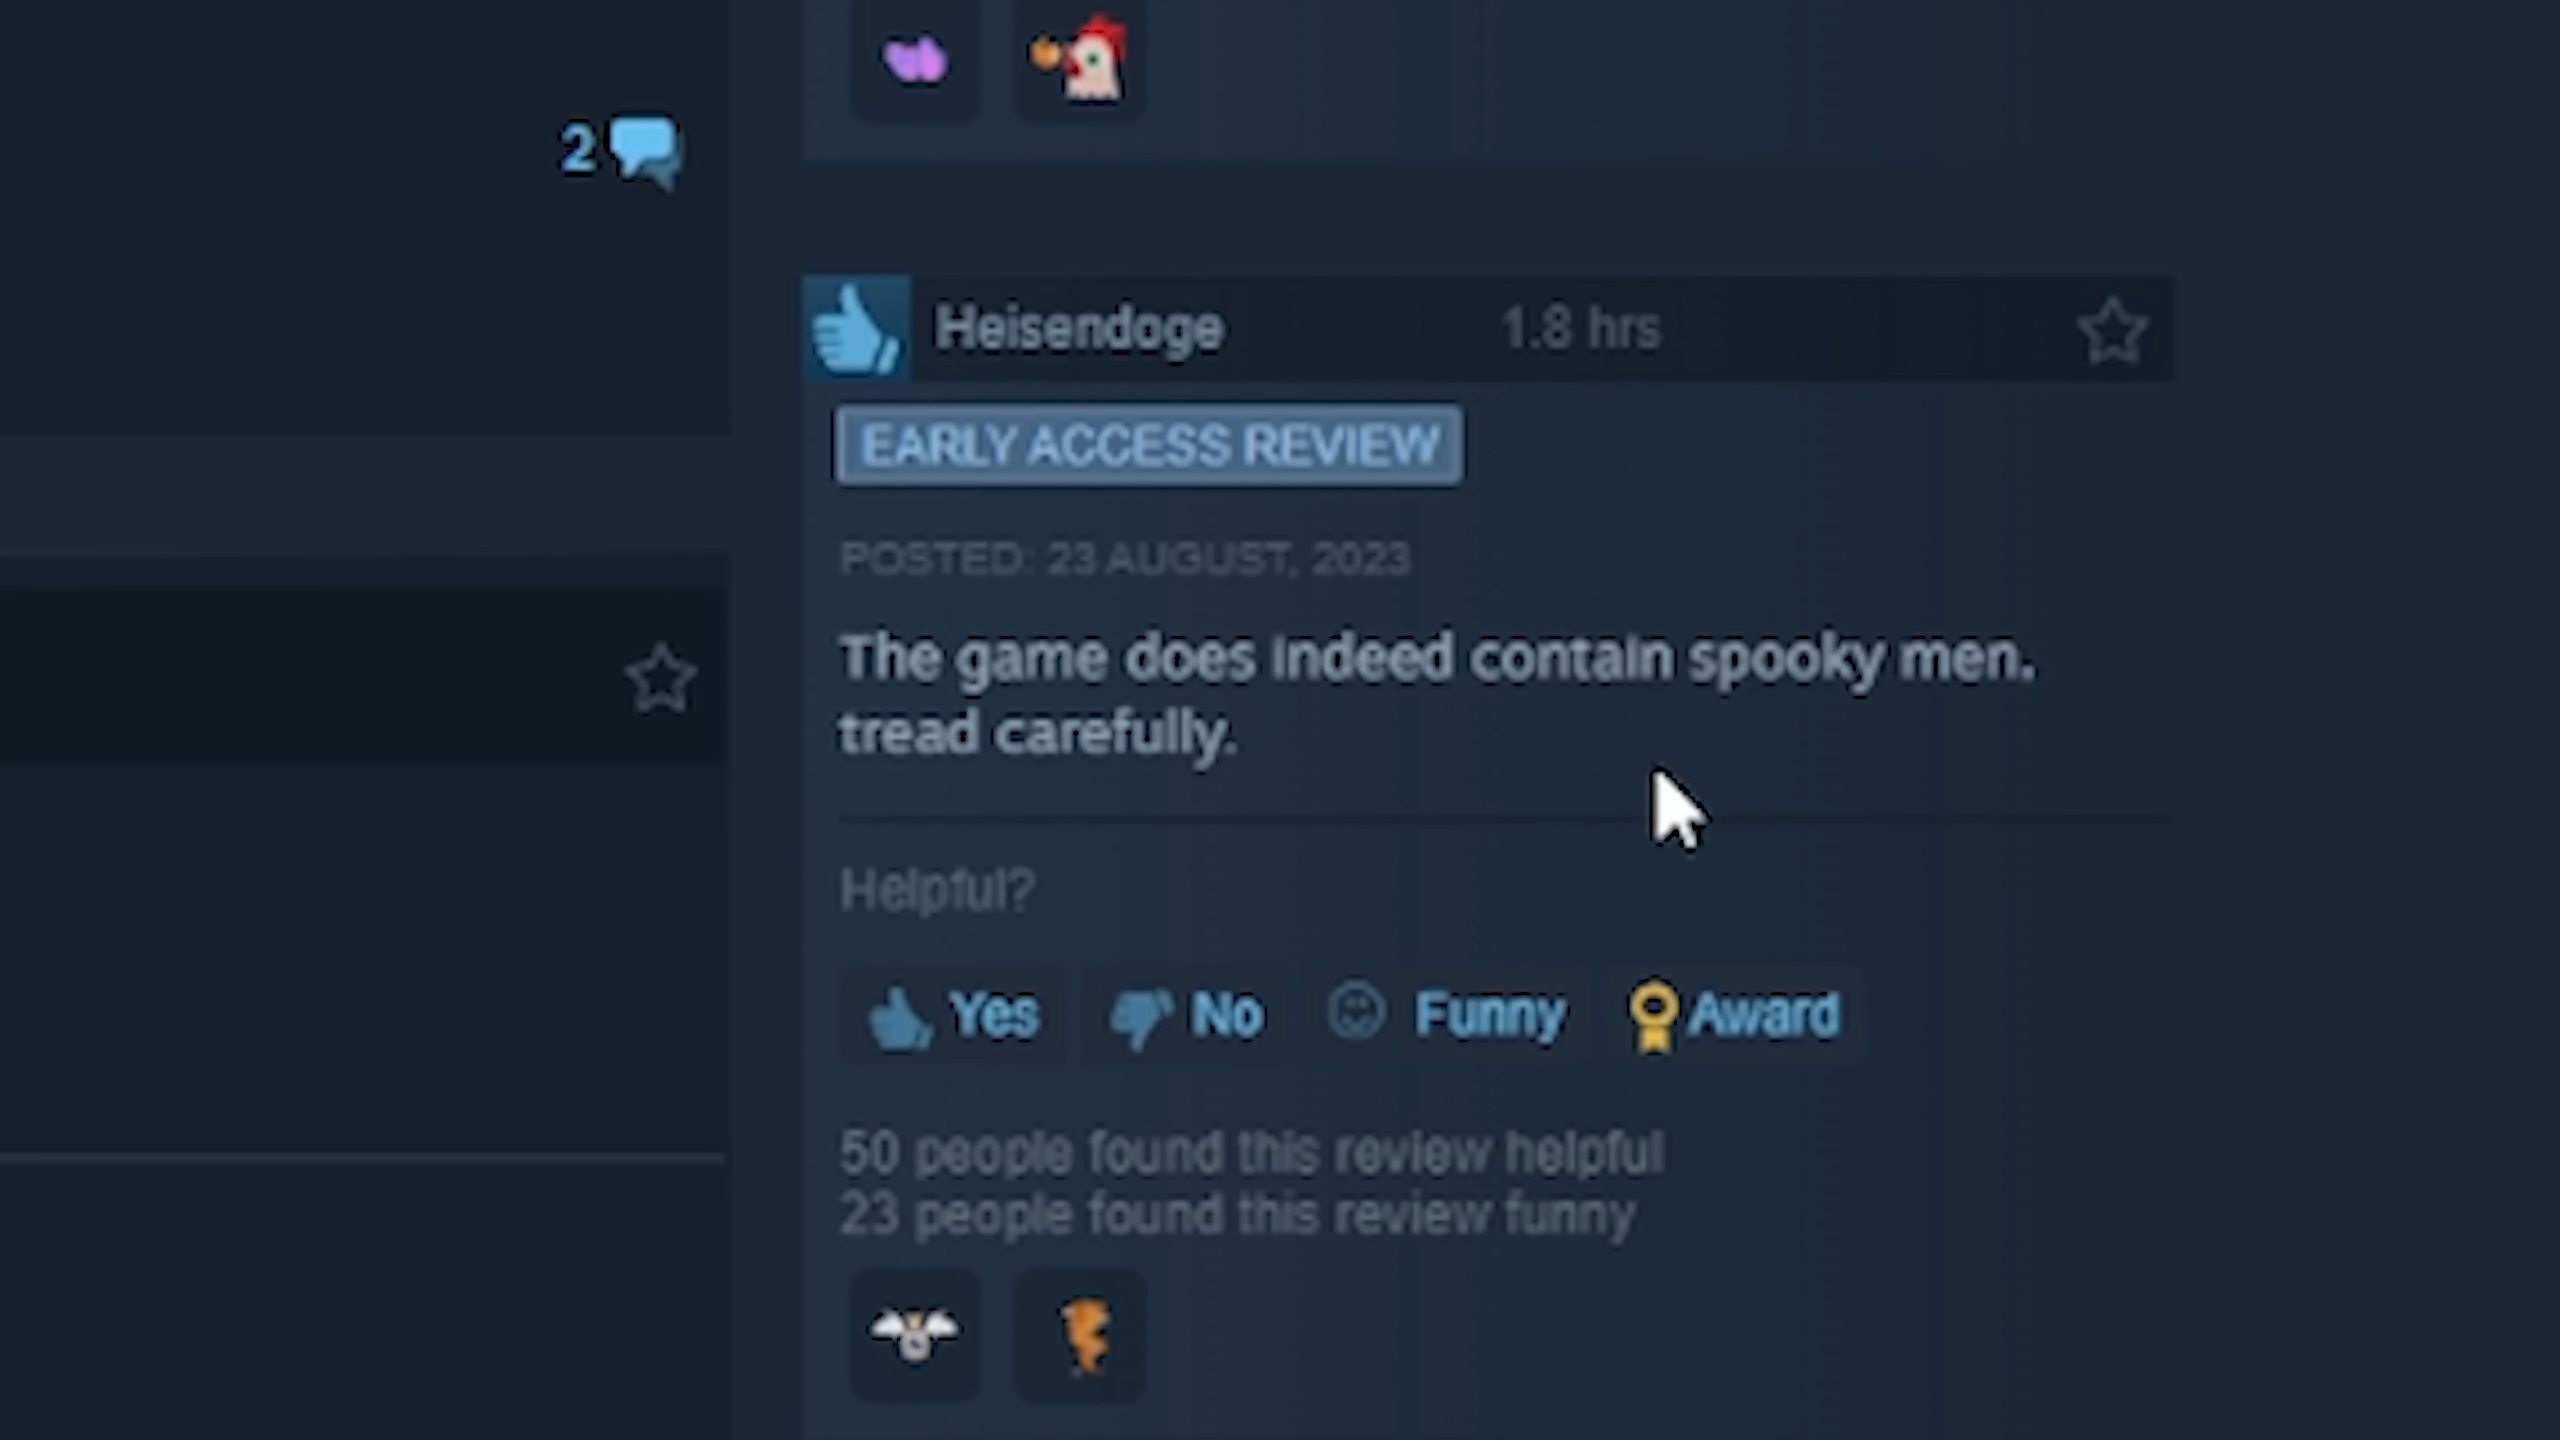 2
Heisendoge 1.8 hrs
EARLY ACCESS REVIEW
POSTED: 23 AUGUST, 2023
The game does indeed contain spooky men.
tread carefully.
Helpful?
Yes No Funny Award
50 people found this review helpful
23 people found this review funny